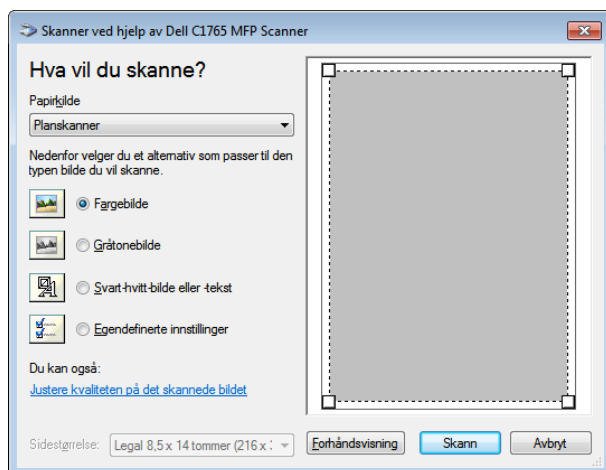 Skanner ved hjelp av Dell C1765 MFP Scanner
Hva vil du skanne?
Papirkilde
Planskanner
Nedenfor velger du et alternativ som passer til den
typen bilde du vil skanne.
Fargebilde
Gråtonebilde
Svart-hvitt-bilde eller -tekst
Egendefinerte innstillinger
Du kan også:
Justere kvaliteten på det skannede bildet
Sidestørrelse: Legal 8,5 x 14 tommer (216 x
Forhåndsvisning Skann Avbryt